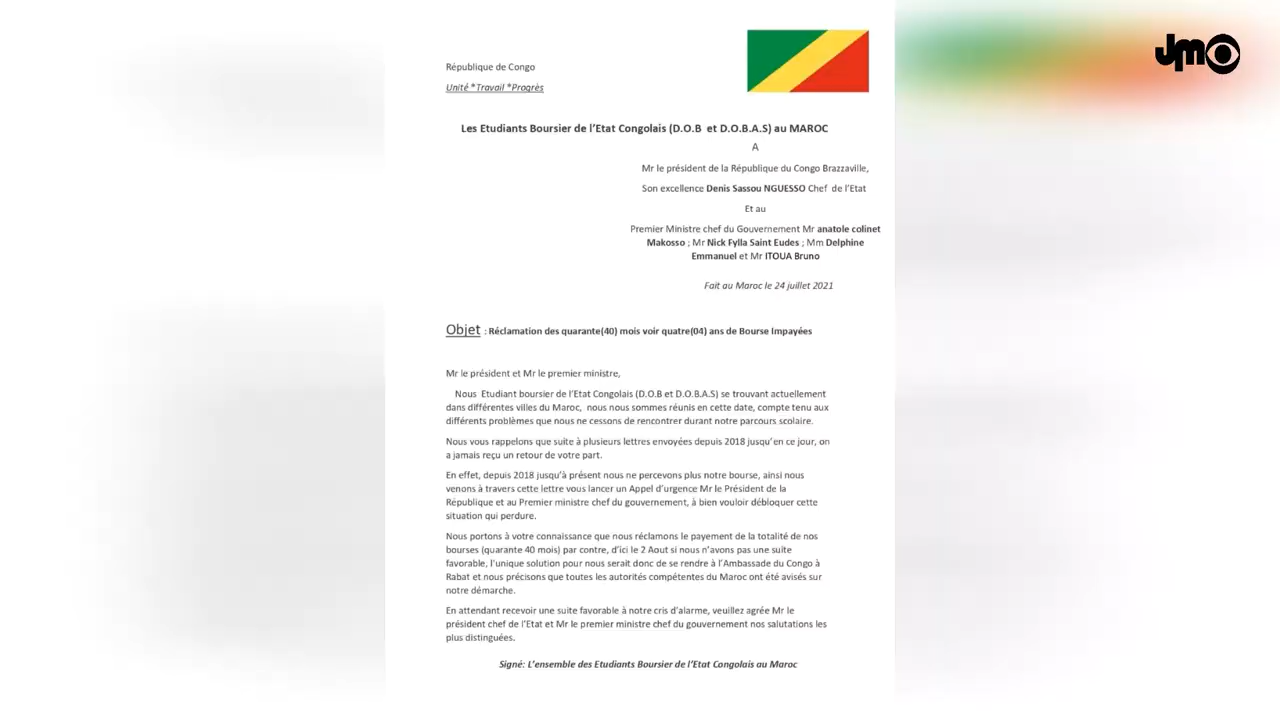 JMO
République de Congo
Unité *Travail *Progrès
Les Etudiants Boursier de l'Etat Congolais (D.O.B et D.O.B.A.S) au MAROC
A
Mr le président de la République du Congo Brazzaville,
Son excellence Denis Sassou NGUESSO Chef de l'Etat
Et au
Premier Ministre chef du Gouvernement Mr anatole colinet
Makosso ; Mr Nick Fylla Saint Eudes ; Mm Delphine
Emmanuel et Mr ITOUA Bruno
Fait au Maroc le 24 juillet 2021
Objet : Réclamation des quarante(40) mois voir quatre(04) ans de Bourse Impayées
Mr le président et Mr le premier ministre,
Nous Etudiant boursier de l'Etat Congolais (D.O.B et D.O.B.A.S) se trouvant actuellement
dans différentes villes du Maroc, nous nous sommes réunis en cette date, compte tenu aux
différents problèmes que nous ne cessons de rencontrer durant notre parcours scolaire.
Nous vous rappelons que suite à plusieurs lettres envoyées depuis 2018 jusqu'en ce jour, on
a jamais reçu un retour de votre part.
En effet, depuis 2018 jusqu'à présent nous ne percevons plus notre bourse, ainsi nous
venons à travers cette lettre vous lancer un Appel d'urgence Mr le Président de la
République et au Premier ministre chef du gouvernement, à bien vouloir débloquer cette
situation qui perdure.
Nous portons à votre connaissance que nous réclamons le payement de la totalité de nos
bourses (quarante 40 mois) par contre, d'ici le 2 Aout si nous n'avons pas une suite
favorable, l'unique solution pour nous serait donc de se rendre à l'Ambassade du Congo à
Rabat et nous précisons que toutes les autorités compétentes du Maroc ont été avisés sur
notre démarche.
En attendant recevoir une suite favorable à notre cris d'alarme, veuillez agrée Mr le
président chef de l'Etat et Mr le premier ministre chef du gouvernement nos salutations les
plus distinguées.
Signé: L'ensemble des Etudiants Boursier de l'Etat Congolais au Maroc